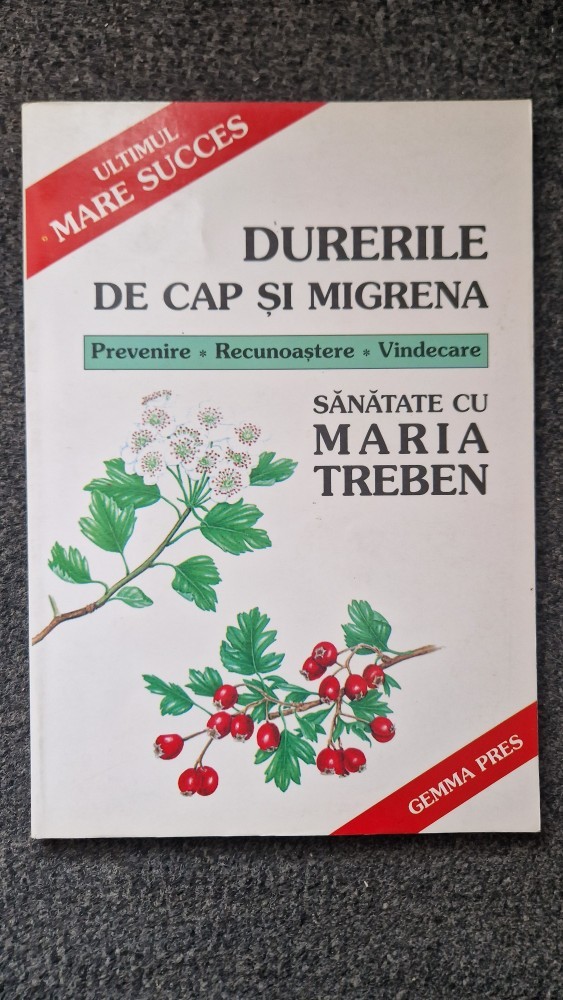 ULTIMUL
MARE SUCCES
DURERILE
DE CAP ȘI MIGRENA
Prevenire * Recunoaștere * Vindecare
SĂNĂTATE CU
MARIA
TREBEN
GEMMA PRES